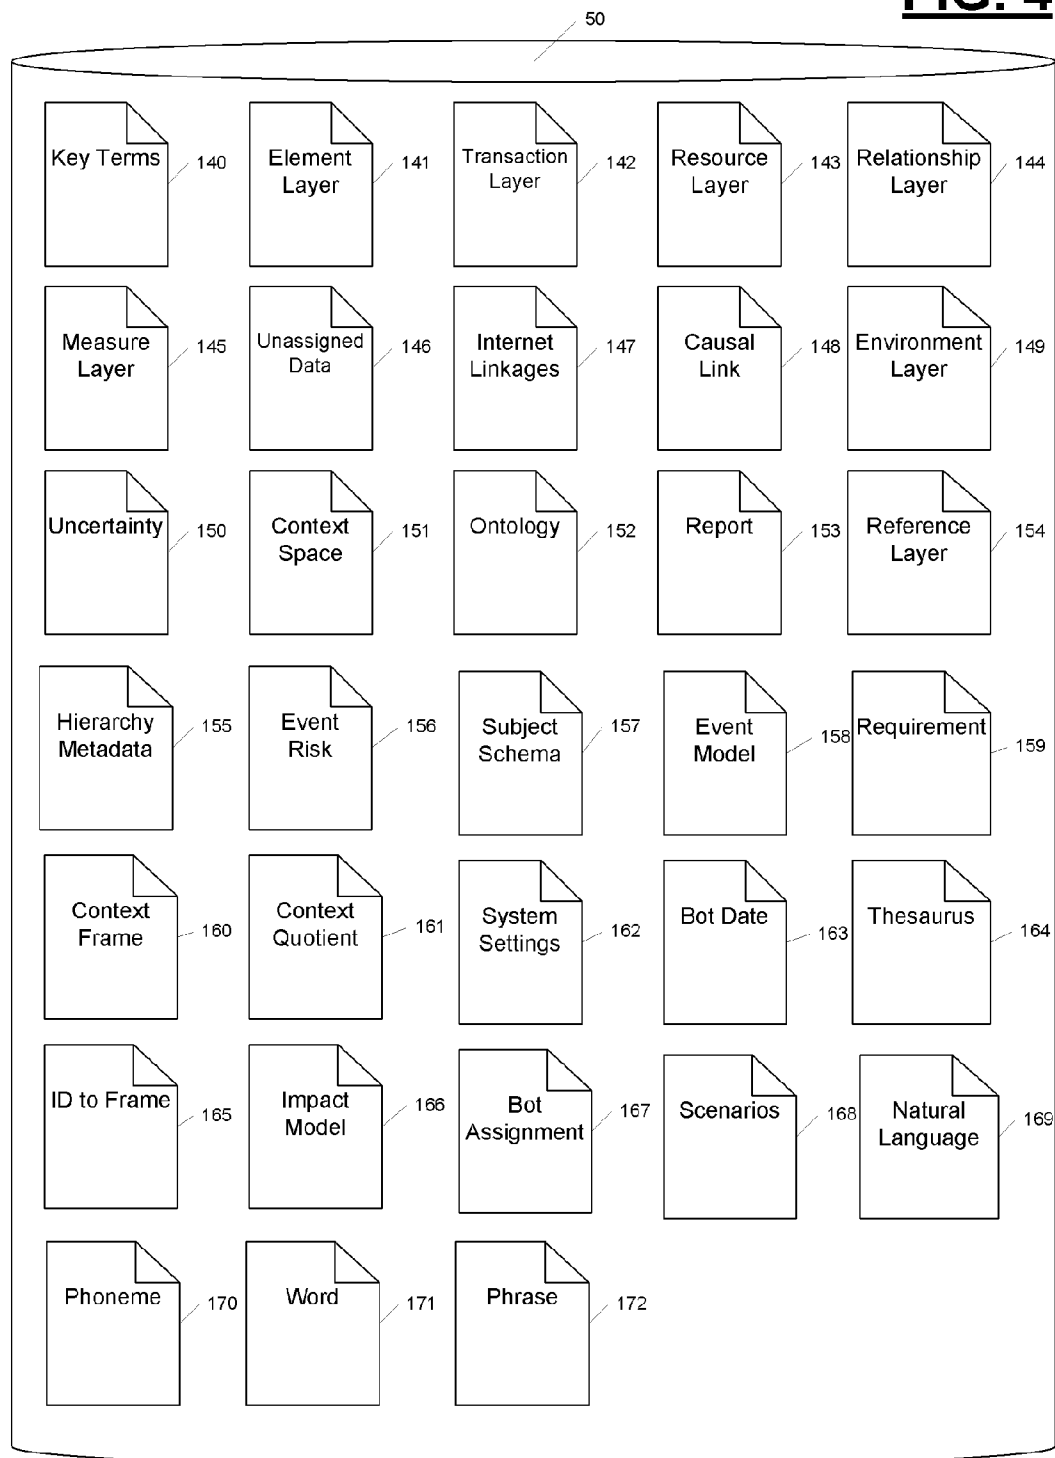 FIG. 4
50
Key Terms 140
Element Layer 141
Transaction Layer 142
Resource Layer 143
Relationship Layer 144
Measure Layer 145
Unassigned Data 146
Internet Linkages 147
Causal Link 148
Environment Layer 149
Uncertainty 150
Context Space 151
Ontology 152
Report 153
Reference Layer 154
Hierarchy Metadata 155
Event Risk 156
Subject Schema 157
Event Model 158
Requirement 159
Context Frame 160
Context Quotient 161
System Settings 162
Bot Date 163
Thesaurus 164
ID to Frame 165
Impact Model 166
Bot Assignment 167
Scenarios 168
Natural Language 169
Phoneme 170
Word 171
Phrase 172